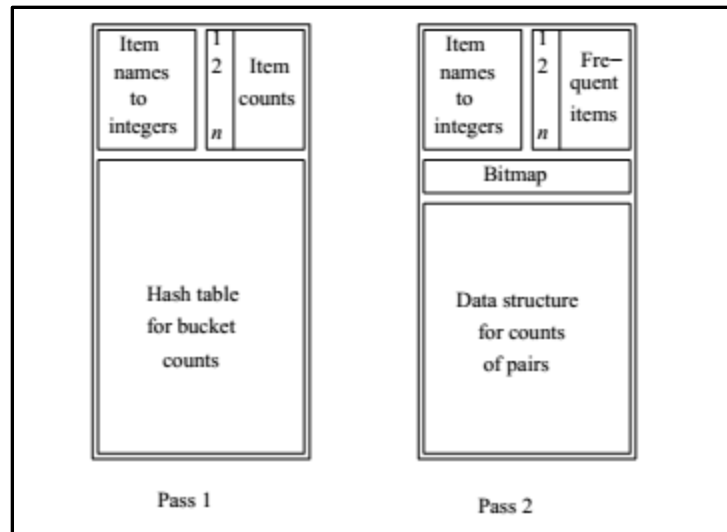 Item
names
to
integers
1
2
n
Item
counts
Hash table
for bucket
counts
Pass 1
Item
names
to
integers
1
2
n
Fre−
quent
items
Bitmap
Data structure
for counts
of pairs
Pass 2